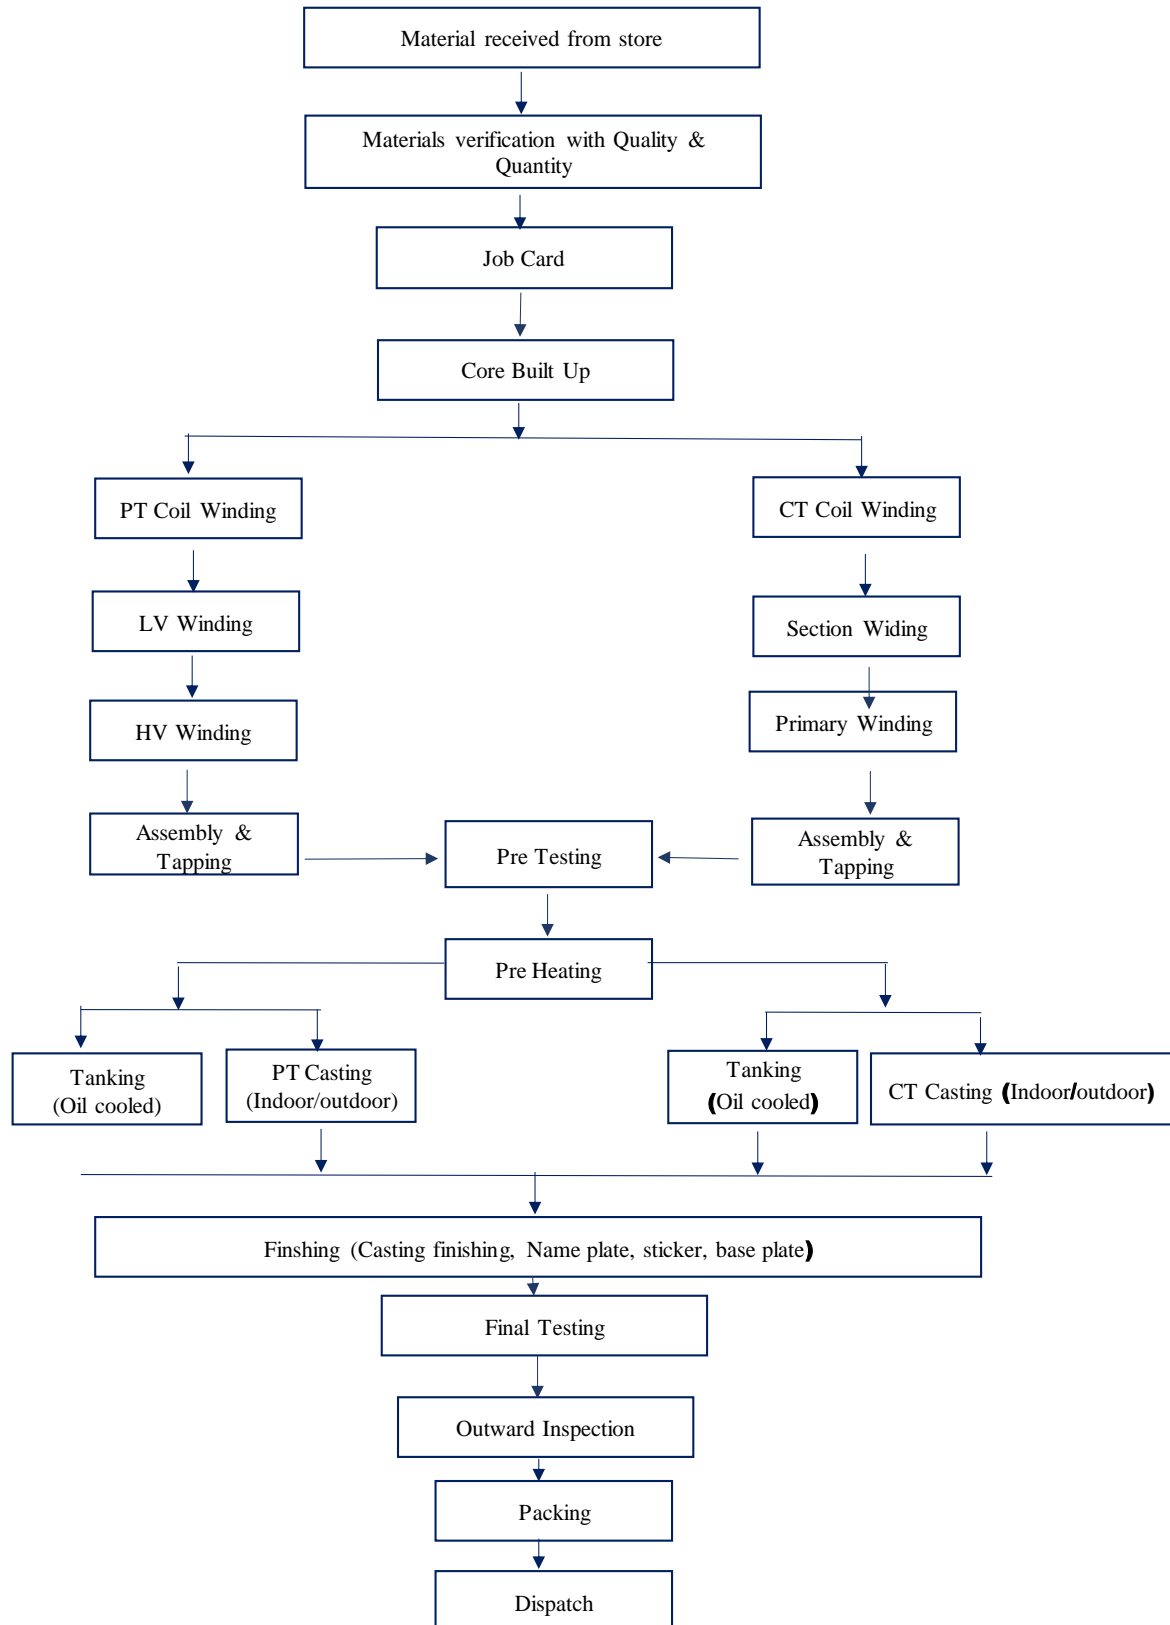 Material received from store
Materials verification with Quality &
Quantity
Job Card
Core Built Up
PT Coil Winding
CT Coil Winding
LV Winding
Section Widing
HV Winding
Primary Winding
Assembly &
Tapping
Pre Testing
Assembly &
Tapping
Pre Heating
Tanking
(Oil cooled)
PT Casting
(Indoor/outdoor)
Tanking
(Oil cooled)
CT Casting (Indoor/outdoor)
Finshing (Casting finishing, Name plate, sticker, base plate)
Final Testing
Outward Inspection
Packing
Dispatch